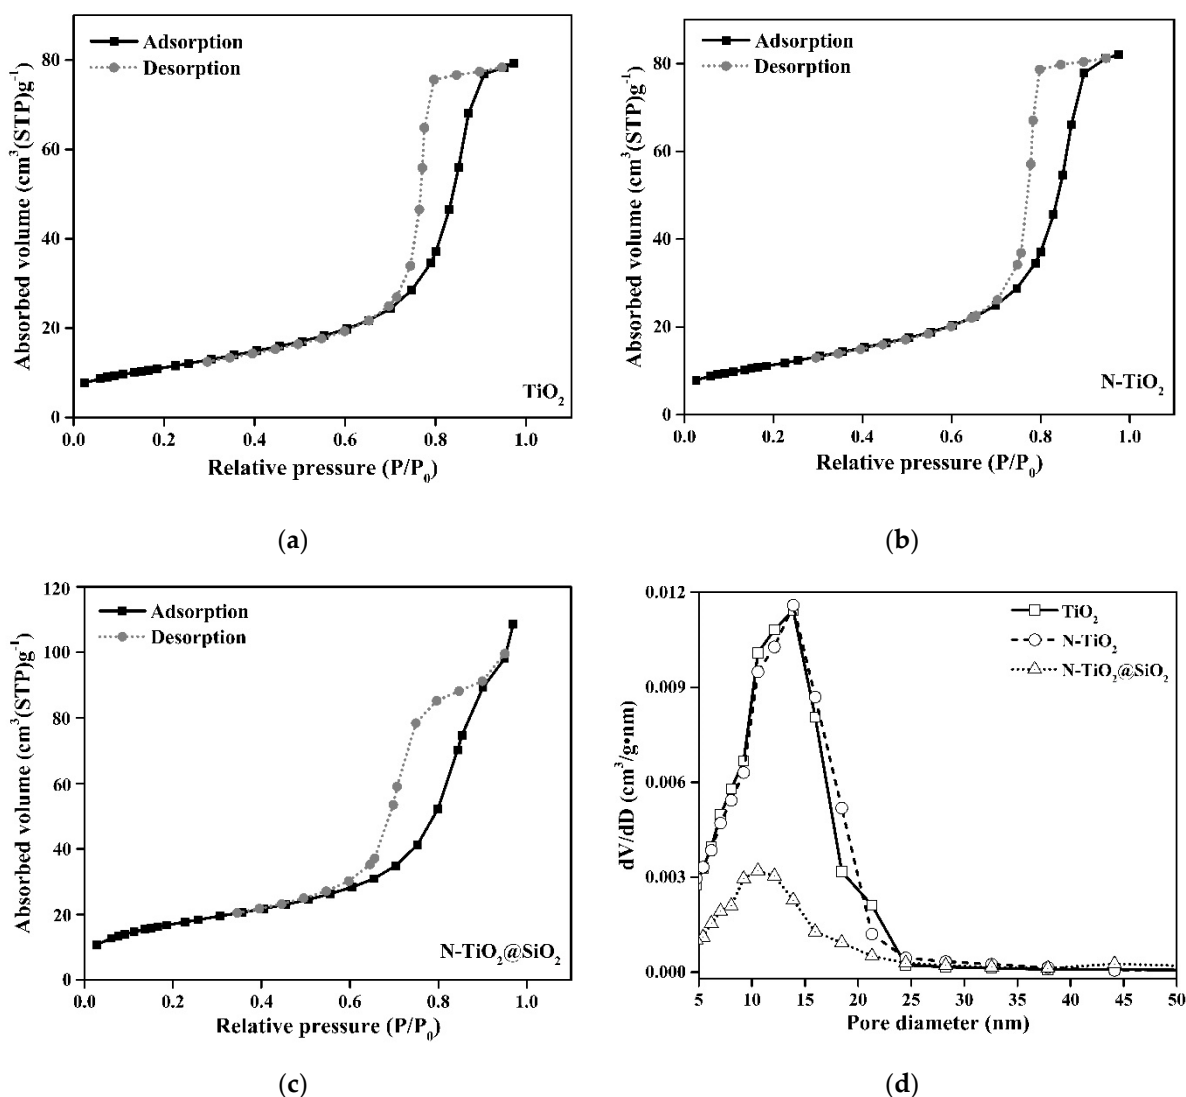 Absorbed volume (cm³(STP)g⁻¹)
80
60
40
20
0
Adsorption
Desorption
TiO₂
0.0 0.2 0.4 0.6 0.8 1.0
Relative pressure (P/P₀)
(a)
Absorbed volume (cm³(STP)g⁻¹)
80
60
40
20
0
Adsorption
Desorption
N-TiO₂
0.0 0.2 0.4 0.6 0.8 1.0
Relative pressure (P/P₀)
(b)
Absorbed volume (cm³(STP)g⁻¹)
120
100
80
60
40
20
0
Adsorption
Desorption
N-TiO₂@SiO₂
0.0 0.2 0.4 0.6 0.8 1.0
Relative pressure (P/P₀)
(c)
dV/dD (cm³/g•nm)
0.012
0.009
0.006
0.003
0.000
TiO₂
N-TiO₂
N-TiO₂@SiO₂
5 10 15 20 25 30 35 40 45 50
Pore diameter (nm)
(d)